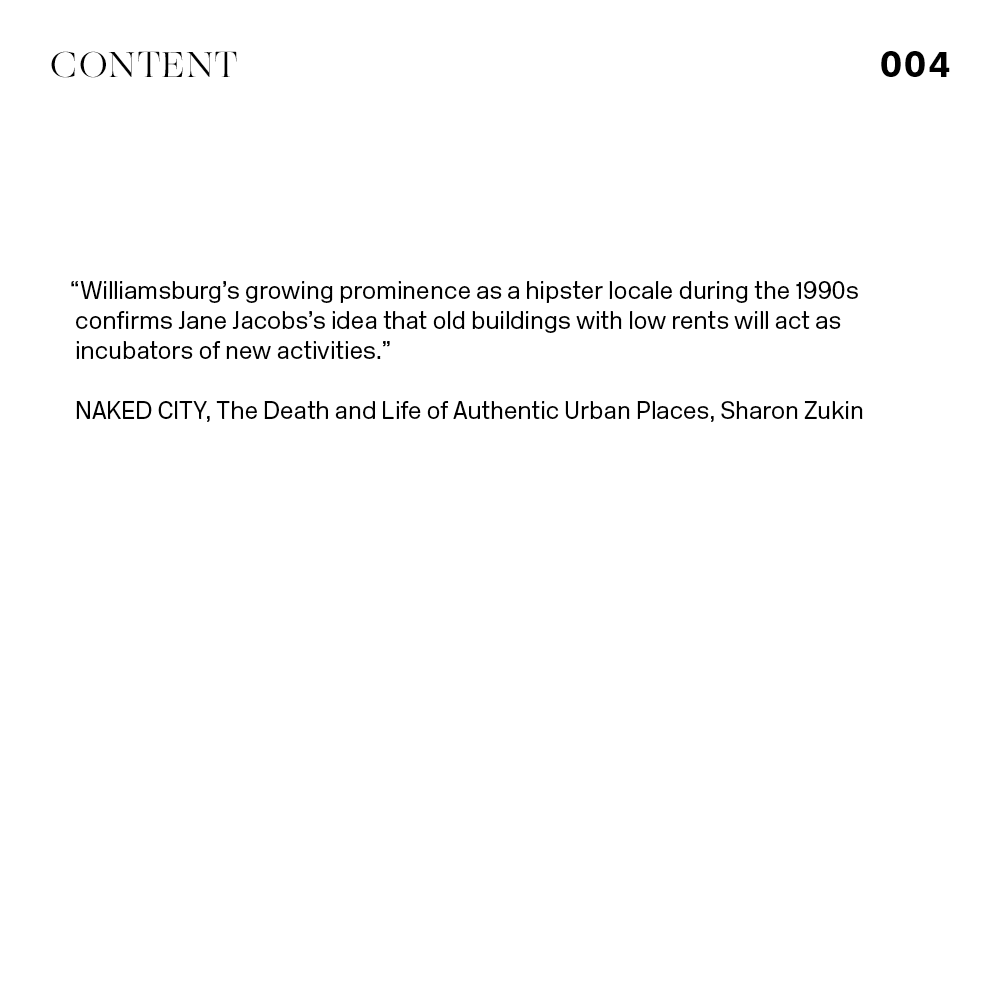 CONTENT
004
“Williamsburg’s growing prominence as a hipster locale during the 1990s
confirms Jane Jacobs’s idea that old buildings with low rents will act as
incubators of new activities.”
NAKED CITY, The Death and Life of Authentic Urban Places, Sharon Zukin